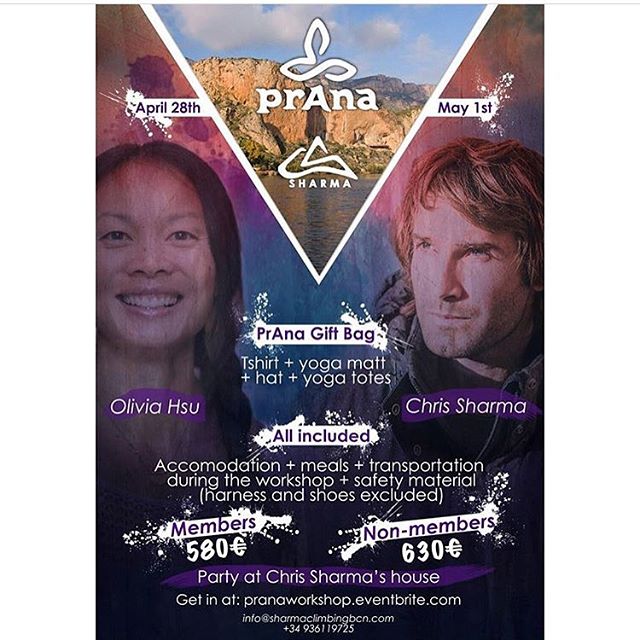 prAna
April 28th
May 1st
SHARMA
PrAna Gift Bag
Tshirt + yoga matt
+ hat + yoga totes
Olivia Hsu
Chris Sharma
All included
Accomodation + meals + transportation
during the workshop + safety material
(harness and shoes excluded)
Members
580€
Non-members
630€
Party at Chris Sharma's house
Get in at: pranaworkshop.eventbrite.com
info@sharmaclimbingbcn.com
+34 936119725